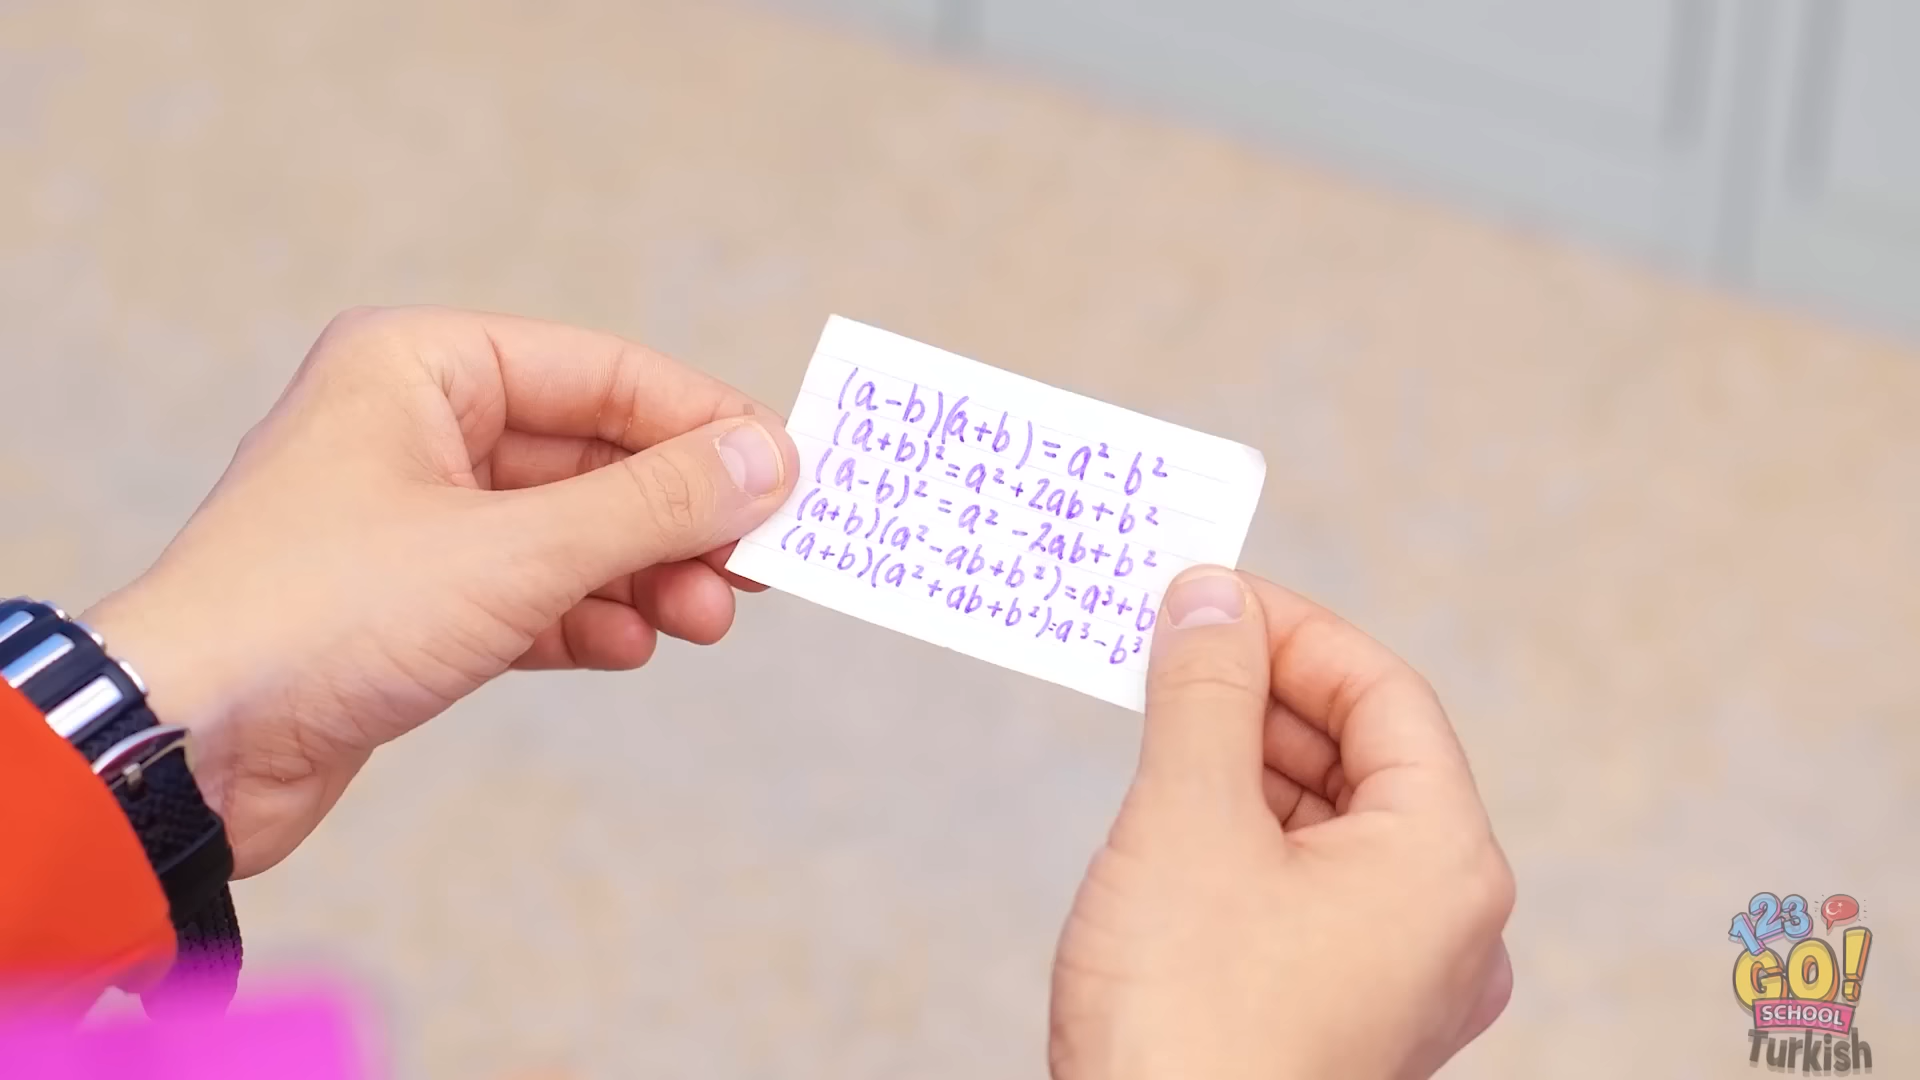 (a-b)(a+b) = a²-b²
(a+b)² = a² + 2ab + b²
(a-b)² = a² - 2ab + b²
(a+b)(a²-ab+b²) = a³+b
(a+b)(a²+ab+b²) = a³-b³
123
GO!
SCHOOL
Turkish